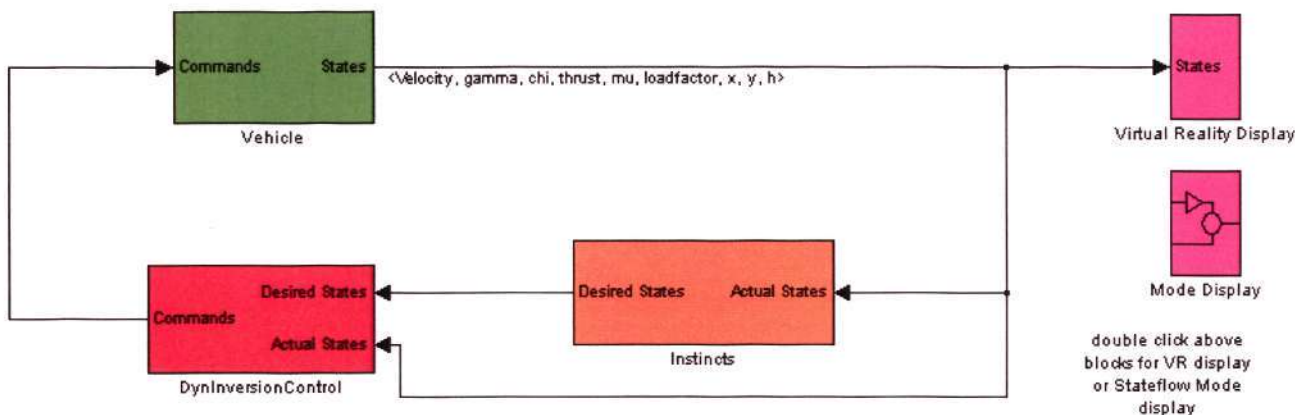 Commands States
Vehicle
<Velocity, gamma, chi, thrust, mu, loadfactor, x, y, h>
States
Virtual Reality Display
Mode Display
double click above
blocks for VR display
or Stateflow Mode
display
Desired States
Commands
Actual States
DynInversionControl
Desired States Actual States
Instincts